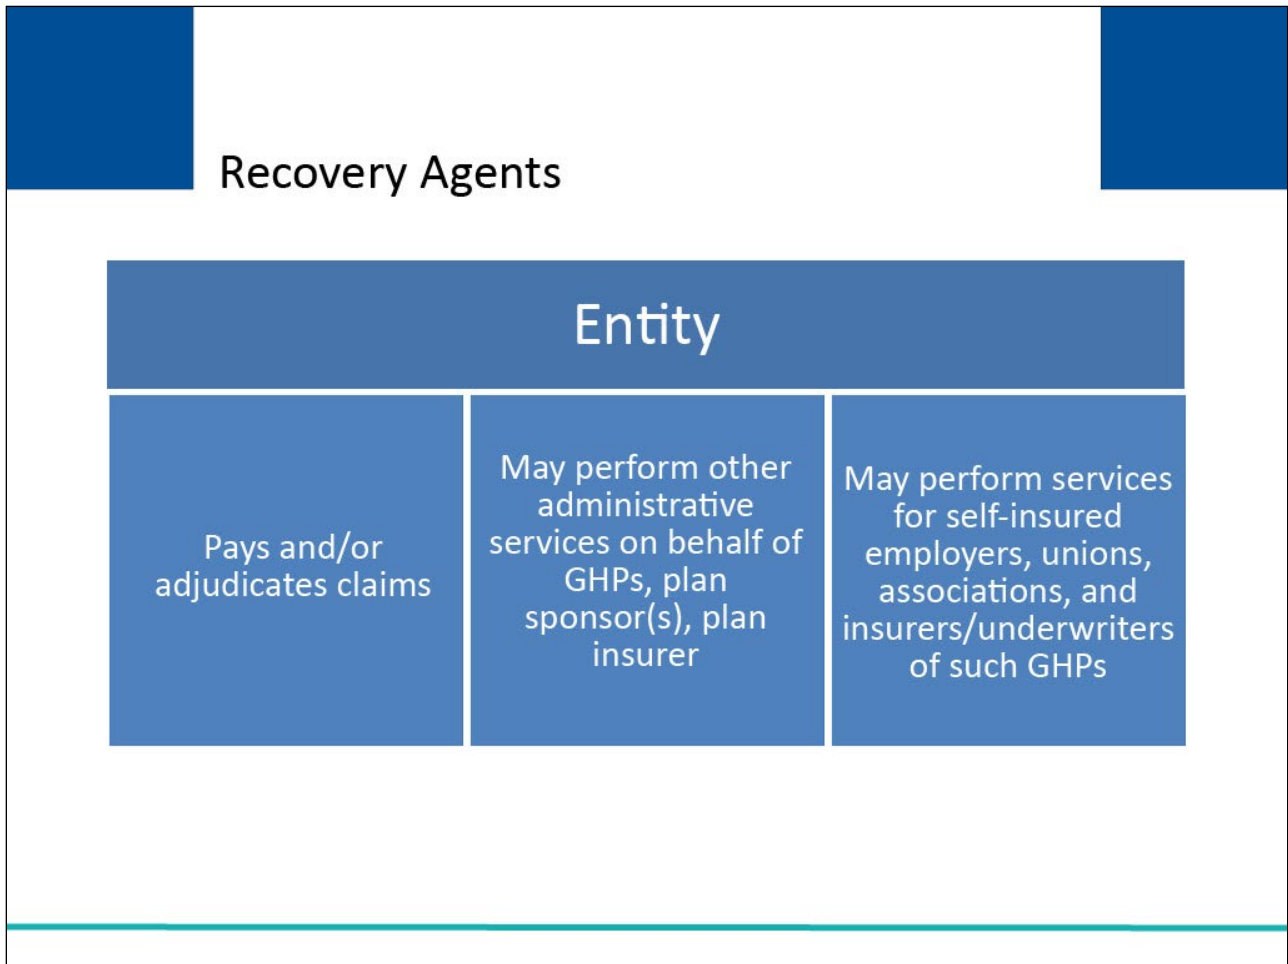 Recovery Agents
Entity
Pays and/or
adjudicates claims
May perform other
administrative
services on behalf of
GHPs, plan
sponsor(s), plan
insurer
May perform services
for self-insured
employers, unions,
associations, and
insurers/underwriters
of such GHPs